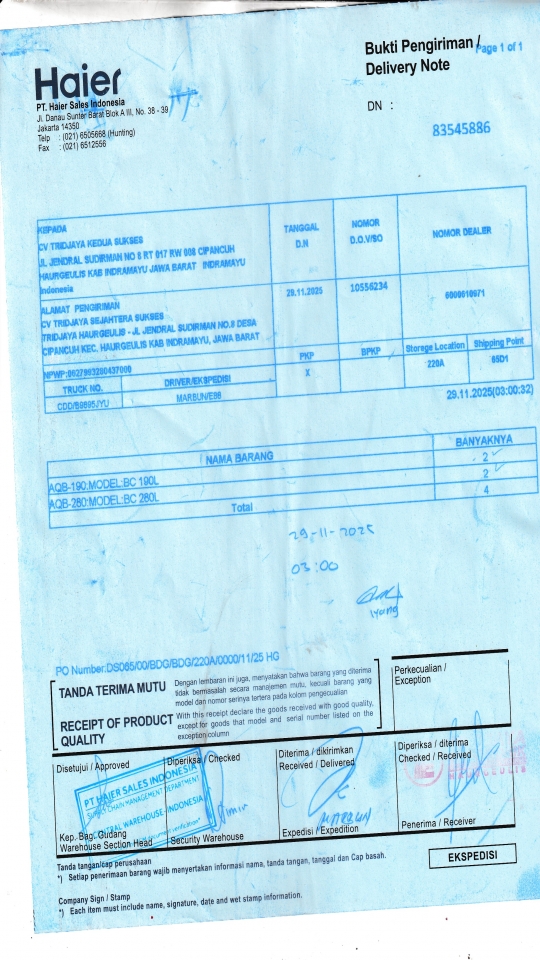 Haier
PT. Haier Sales Indonesia
Jl. Danau Sunter Barat Blok A III, No. 38 - 39
Jakarta 14350
Telp : (021) 6505668 (Hunting)
Fax : (021) 6512556
Bukti Pengiriman /
Delivery Note
Page 1 of 1
DN :
83545886
KEPADA
CV TRIDJAYA KEDUA SUKSES
JL JENDRAL SUDIRMAN NO 8 RT 017 RW 008 CIPANCUH
HAURGEULIS KAB INDRAMAYU JAWA BARAT INDRAMAYU
Indonesia
TANGGAL
D.N
NOMOR
D.O.V/SO
NOMOR DEALER
ALAMAT PENGIRIMAN
CV TRIDJAYA SEJAHTERA SUKSES
TRIDJAYA HAURGEULIS - JL JENDRAL SUDIRMAN NO.8 DESA
CIPANCUH KEC. HAURGEULIS KAB INDRAMAYU, JAWA BARAT
29.11.2025
10556234
PKP
BPKP
Storage Location
Shipping Point
NPWP:0627993280437000
X
220A
65D1
TRUCK NO.
DRIVER/EKSPEDISI
CDD/B9895JYU
MARBUN/E88
29.11.2025(03:00:32)
NAMA BARANG
BANYAKNYA
AQB-190:MODEL:BC 190L
2
AQB-280:MODEL:BC 280L
2
Total
4
29-11-2025
03:00
Iyang
PO Number:DS065/00/BDG/BDG/220A/0000/11/25 HG
TANDA TERIMA MUTU
Dengan lembaran ini juga, menyatakan bahwa barang yang diterima
tidak bermasalah secara manajemen mutu, kecuali barang yang
model dan nomor serinya tertera pada kolom pengecualian
RECEIPT OF PRODUCT
QUALITY
With this receipt declare the goods received with good quality,
except for goods that model and serial number listed on the
exception column
Perkecualian /
Exception
Disetujui / Approved
Diperiksa / Checked
Diterima / dikirimkan
Received / Delivered
Diperiksa / diterima
Checked / Received
PT HAIER SALES INDONESIA
SUPPLY CHAIN MANAGEMENT DEPARTMENT
WAREHOUSE-INDONESIA
MARBUN
Kep. Bag. Gudang
Warehouse Section Head
Security Warehouse
Expedisi / Expedition
Penerima / Receiver
Tanda tangan/cap perusahaan
*) Setiap penerimaan barang wajib menyertakan informasi nama, tanda tangan, tanggal dan Cap basah.
EKSPEDISI
Company Sign / Stamp
*) Each item must include name, signature, date and wet stamp information.